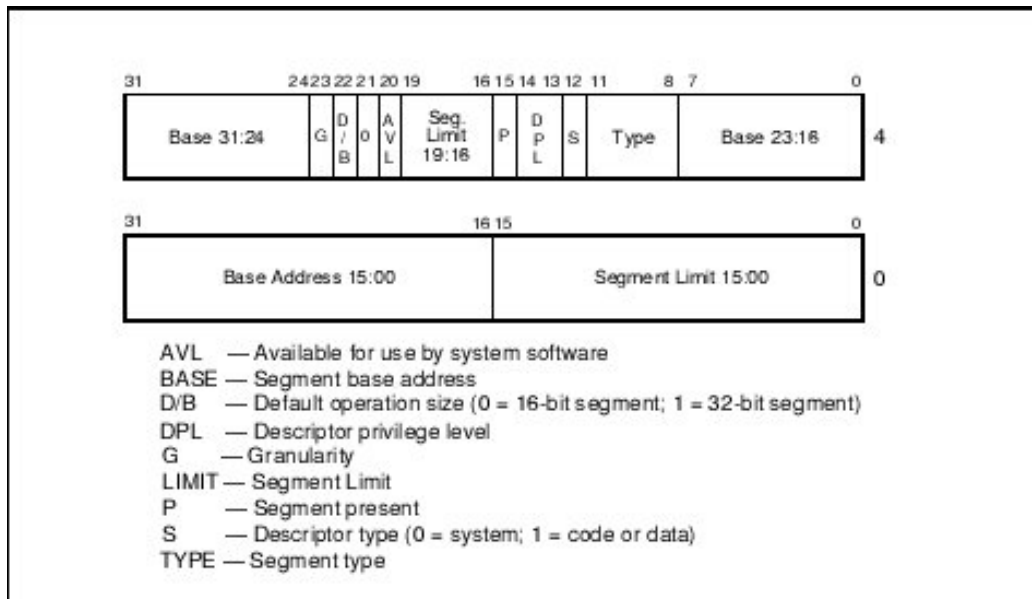 31 24 23 22 21 20 19 16 15 14 13 12 11 8 7 0
Base 31:24 G D/B 0 AVL Seg. Limit 19:16 P DPL S Type Base 23:16 4
31 16 15 0
Base Address 15:00 Segment Limit 15:00 0
AVL — Available for use by system software
BASE — Segment base address
D/B — Default operation size (0 = 16-bit segment; 1 = 32-bit segment)
DPL — Descriptor privilege level
G — Granularity
LIMIT — Segment Limit
P — Segment present
S — Descriptor type (0 = system; 1 = code or data)
TYPE — Segment type